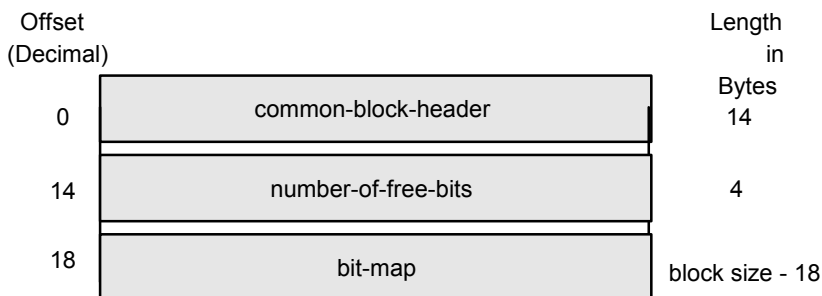 Offset
(Decimal)
Length
in
Bytes
0
common-block-header
14
14
number-of-free-bits
4
18
bit-map
block size - 18